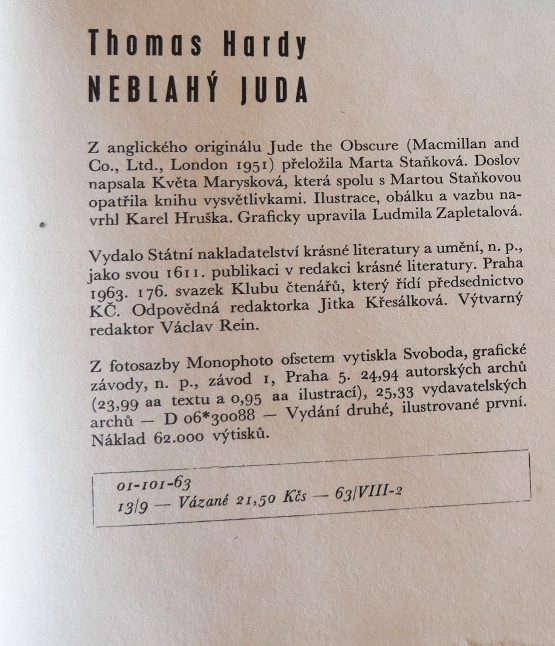 Thomas Hardy
NEBLAHÝ JUDA
Z anglického originálu Jude the Obscure (Macmillan and
Co., Ltd., London 1951) přeložila Marta Staňková. Doslov
napsala Květa Marysková, která spolu s Martou Staňkovou
opatřila knihu vysvětlivkami. Ilustrace, obálku a vazbu na-
vrhl Karel Hruška. Graficky upravila Ludmila Zapletalová.
Vydalo Státní nakladatelství krásné literatury a umění, n. p.,
jako svou 1611. publikaci v redakci krásné literatury. Praha
1963. 176. svazek Klubu čtenářů, který řídí předsednictvo
KČ. Odpovědná redaktorka Jitka Křesálková. Výtvarný
redaktor Václav Rein.
Z fotosazby Monophoto ofsetem vytiskla Svoboda, grafické
závody, n. p., závod 1, Praha 5. 24,94 autorských archů
(23,99 aa textu a 0,95 aa ilustrací), 25,33 vydavatelských
archů — D 06*30088 — Vydání druhé, ilustrované první.
Náklad 62.000 výtisků.
01-101-63
13/9 — Vázané 21,50 Kčs — 63/VIII-2